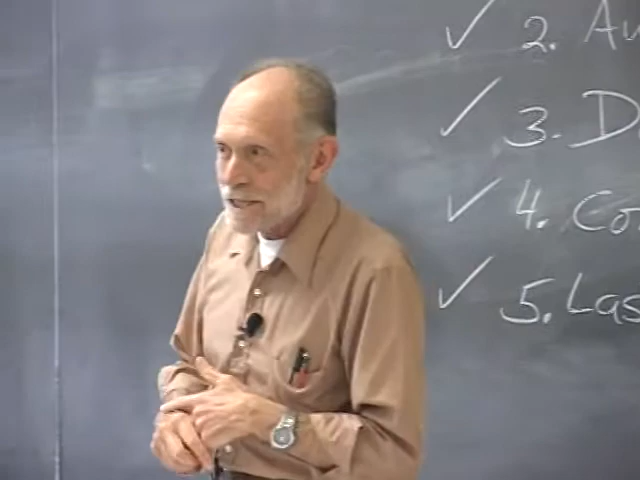 ✓ 2. Au
✓ 3. D
✓ 4. Co
✓ 5. Las